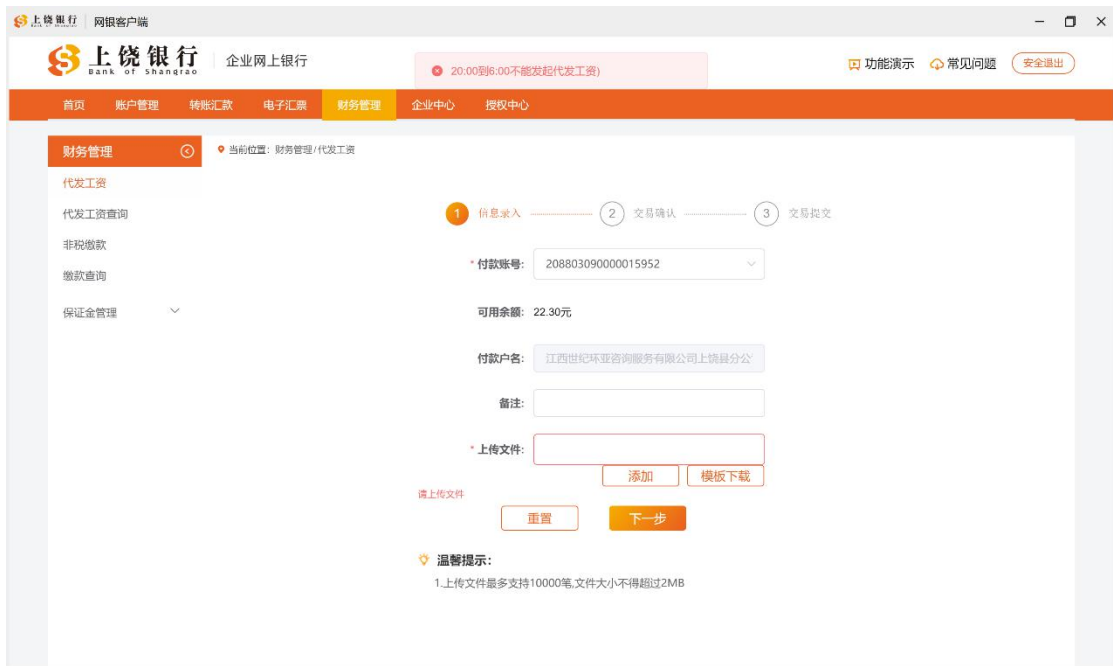 上饶银行 网银客户端
上饶银行 企业网上银行
Bank of Shangrao
20:00到6:00不能发起代发工资)
功能演示 常见问题 安全退出
首页 账户管理 转账汇款 电子汇票 财务管理 企业中心 授权中心
财务管理
当前位置: 财务管理/代发工资
代发工资
代发工资查询
非税缴款
缴款查询
保证金管理
1 信息录入 2 交易确认 3 交易提交
* 付款账号: 208803090000015952
可用余额: 22.30元
付款户名: 江西世纪环亚咨询服务有限公司上饶县分公
备注:
* 上传文件:
添加 模板下载
请上传文件
重置 下一步
温馨提示:
1.上传文件最多支持10000笔,文件大小不得超过2MB